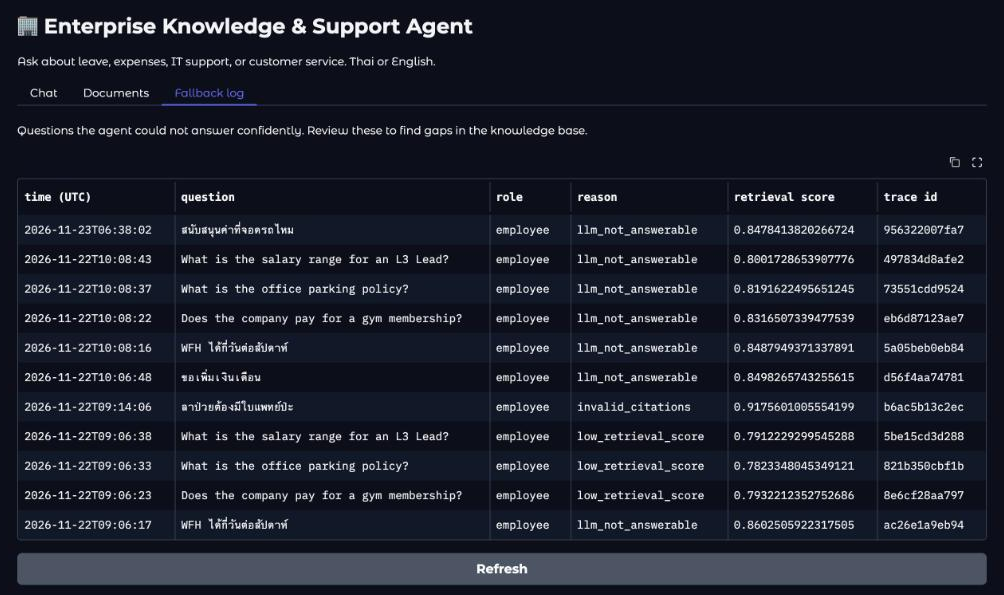 🏢 Enterprise Knowledge & Support Agent
Ask about leave, expenses, IT support, or customer service. Thai or English.
Chat Documents Fallback log
Questions the agent could not answer confidently. Review these to find gaps in the knowledge base.
time (UTC) question role reason retrieval score trace id
2026-11-23T06:38:02 สนับสนุนค่าที่จอดรถไหม employee llm_not_answerable 0.8478413820266724 956322007fa7
2026-11-22T10:08:43 What is the salary range for an L3 Lead? employee llm_not_answerable 0.8001728653907776 497834d8afe2
2026-11-22T10:08:37 What is the office parking policy? employee llm_not_answerable 0.8191622495651245 73551cdd9524
2026-11-22T10:08:22 Does the company pay for a gym membership? employee llm_not_answerable 0.8316507339477539 eb6d87123ae7
2026-11-22T10:08:16 WFH ได้กี่วันต่อสัปดาห์ employee llm_not_answerable 0.8487949371337891 5a05beb0eb84
2026-11-22T10:06:48 ขอเพิ่มเงินเดือน employee llm_not_answerable 0.8498265743255615 d56f4aa74781
2026-11-22T09:14:06 ลาป่วยต้องมีใบแพทย์ปะ employee invalid_citations 0.9175601005554199 b6ac5b13c2ec
2026-11-22T09:06:38 What is the salary range for an L3 Lead? employee low_retrieval_score 0.7912229299545288 5be15cd3d288
2026-11-22T09:06:33 What is the office parking policy? employee low_retrieval_score 0.7823348045349121 821b350cbf1b
2026-11-22T09:06:23 Does the company pay for a gym membership? employee low_retrieval_score 0.7932212352752686 8e6cf28aa797
2026-11-22T09:06:17 WFH ได้กี่วันต่อสัปดาห์ employee llm_not_answerable 0.8602505922317505 ac26e1a9eb94
Refresh